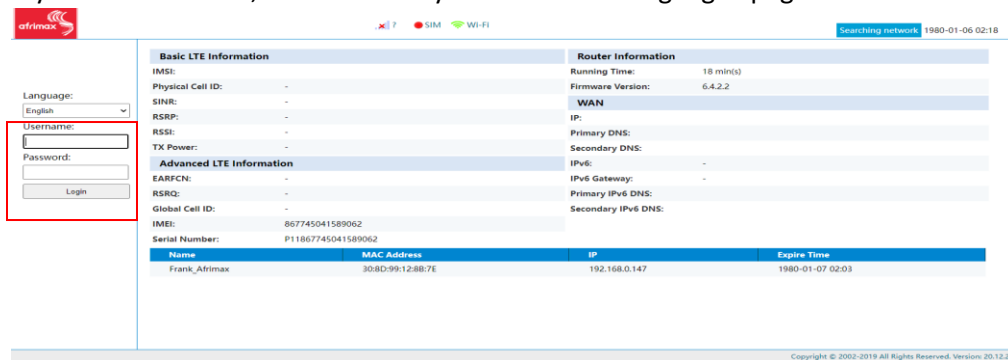 afrimax
? SIM Wi-Fi
Searching network 1980-01-06 02:18
Language:
English
Username:
Password:
Login
Basic LTE Information
IMSI:
Physical Cell ID: -
SINR: -
RSRP: -
RSSI: -
TX Power: -
Advanced LTE Information
EARFCN: -
RSRQ: -
Global Cell ID: -
IMEI: 867745041589062
Serial Number: P11867745041589062
Router Information
Running Time: 18 min(s)
Firmware Version: 6.4.2.2
WAN
IP:
Primary DNS:
Secondary DNS:
IPv6: -
IPv6 Gateway: -
Primary IPv6 DNS:
Secondary IPv6 DNS:
Name MAC Address IP Expire Time
Frank_Afrimax 30:8D:99:12:8B:7E 192.168.0.147 1980-01-07 02:03
Copyright © 2002-2019 All Rights Reserved. Version: 20.12.2